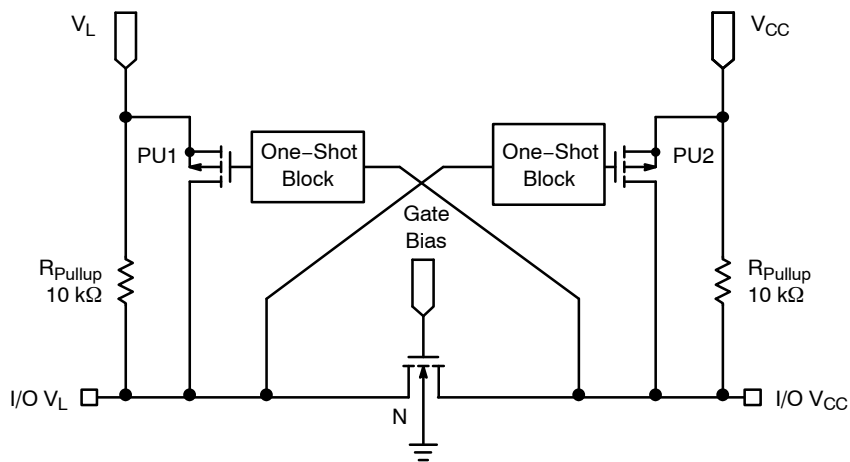 V_L
V_CC
PU1
One−Shot
Block
One−Shot
Block
PU2
Gate
Bias
R_Pullup
10 kΩ
R_Pullup
10 kΩ
I/O V_L
N
I/O V_CC